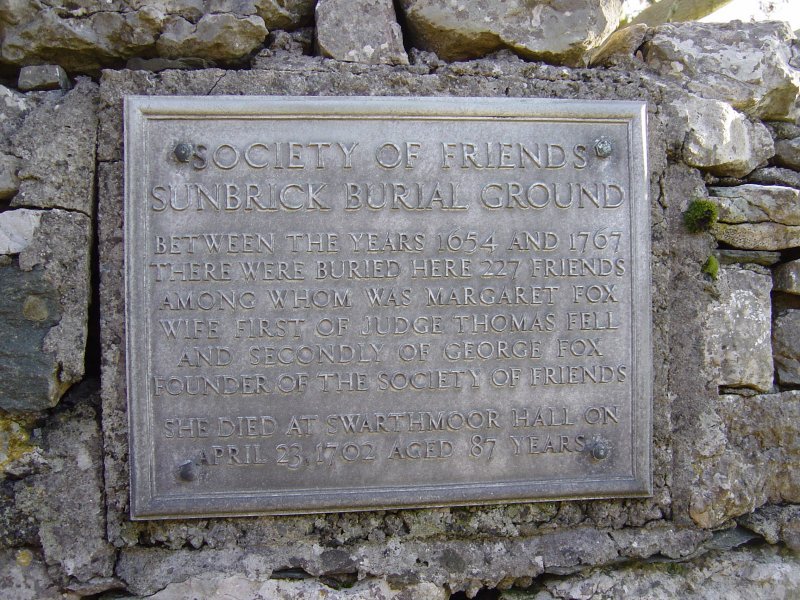 SOCIETY OF FRIENDS
SUNBRICK BURIAL GROUND
BETWEEN THE YEARS 1654 AND 1767
THERE WERE BURIED HERE 227 FRIENDS
AMONG WHOM WAS MARGARET FOX
WIFE FIRST OF JUDGE THOMAS FELL
AND SECONDLY OF GEORGE FOX
FOUNDER OF THE SOCIETY OF FRIENDS
SHE DIED AT SWARTHMOOR HALL ON
APRIL 23, 1702 AGED 87 YEARS